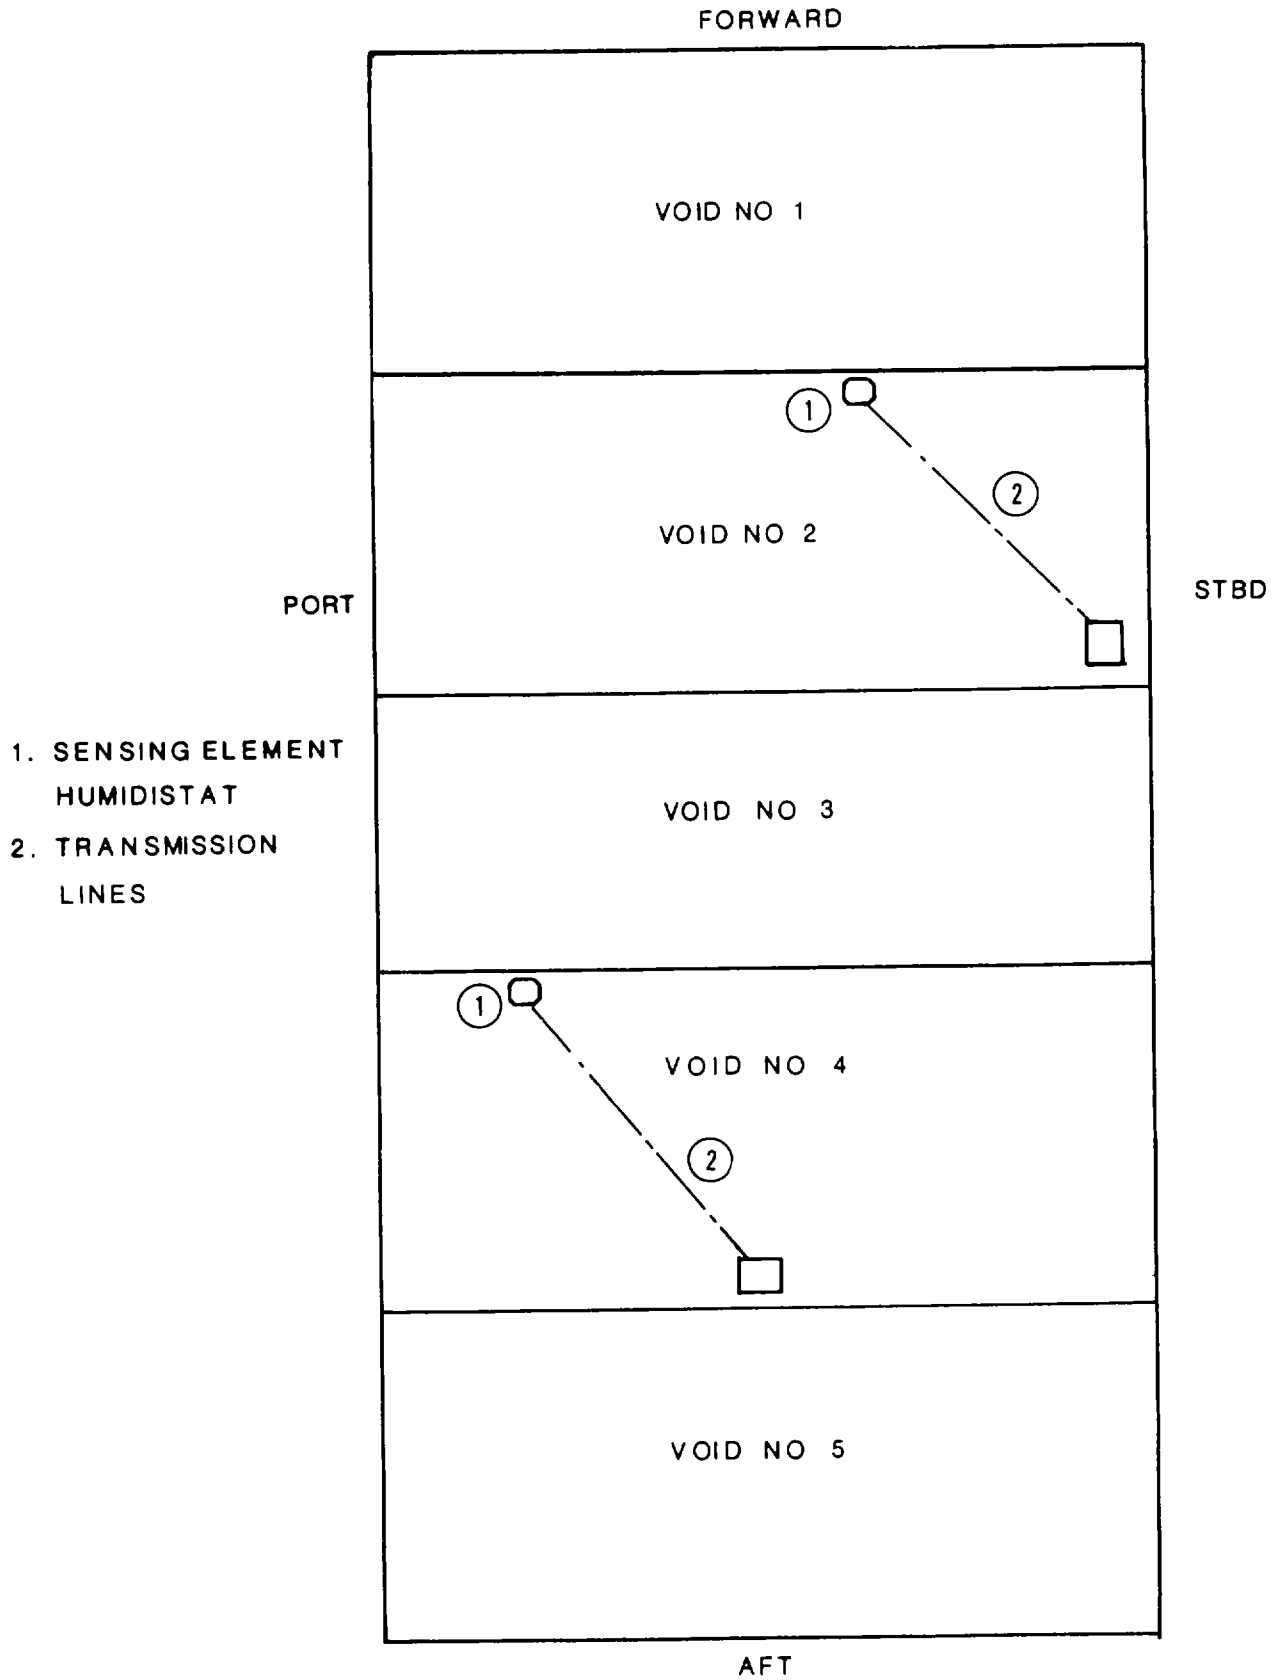 FORWARD
VOID NO 1
1
2
VOID NO 2
PORT
STBD
1. SENSING ELEMENT
HUMIDISTAT
2. TRANSMISSION
LINES
VOID NO 3
1
VOID NO 4
2
VOID NO 5
AFT